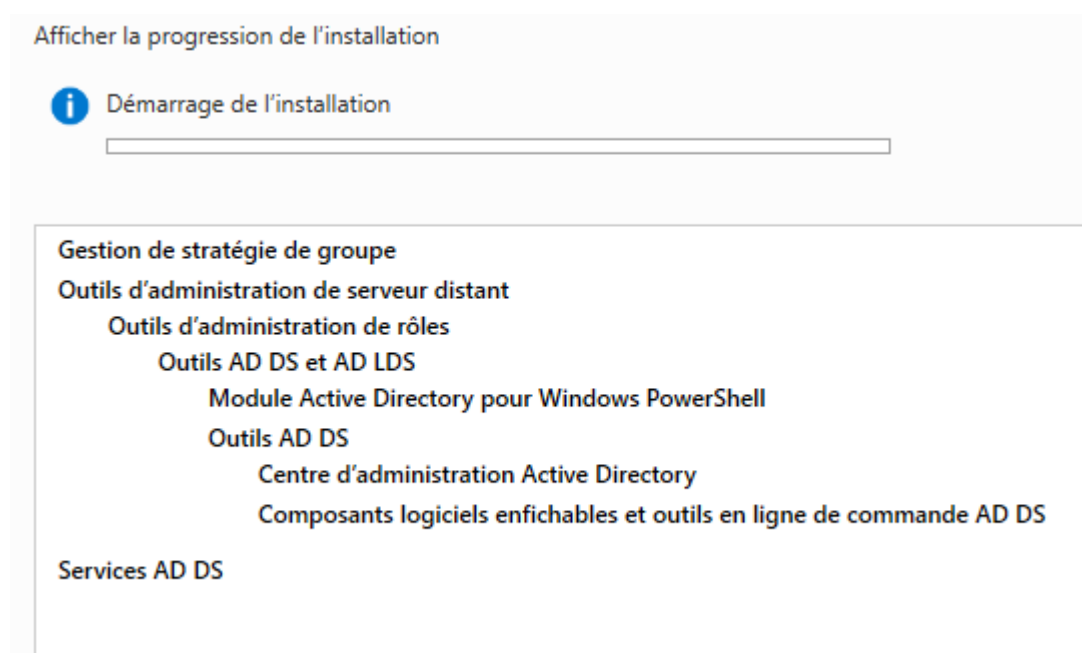 Afficher la progression de l'installation
Démarrage de l'installation
Gestion de stratégie de groupe
Outils d'administration de serveur distant
Outils d'administration de rôles
Outils AD DS et AD LDS
Module Active Directory pour Windows PowerShell
Outils AD DS
Centre d'administration Active Directory
Composants logiciels enfichables et outils en ligne de commande AD DS
Services AD DS